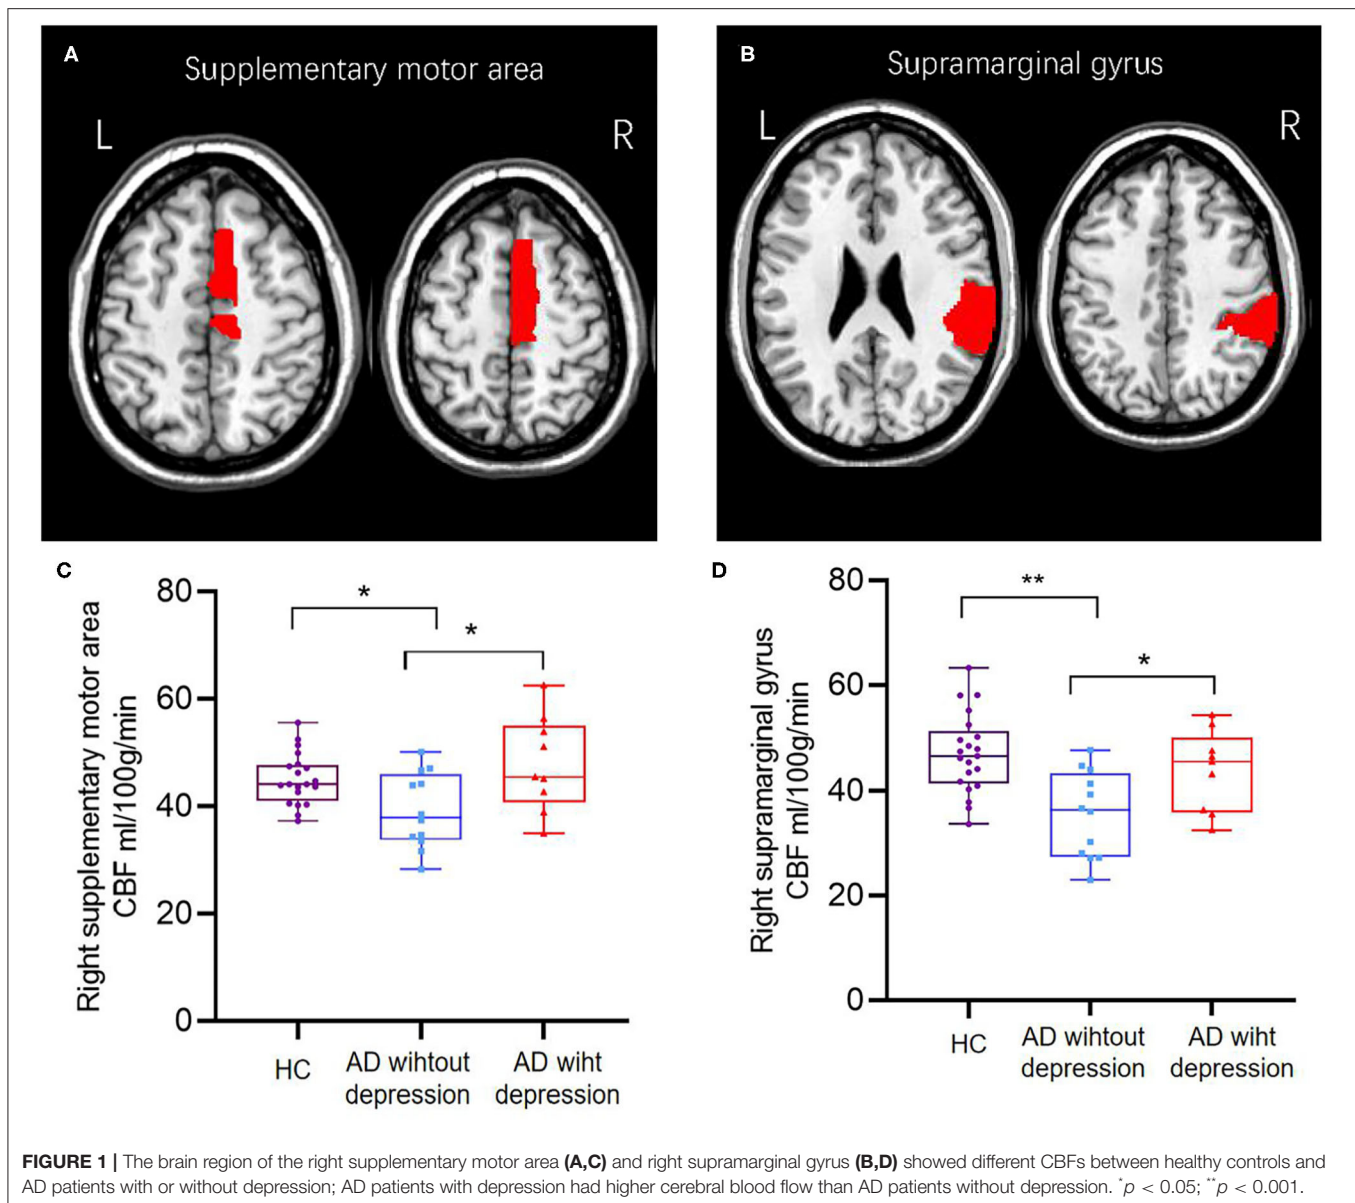 A
Supplementary motor area
L
R
B
Supramarginal gyrus
L
R
C
Right supplementary motor area
CBF ml/100g/min
80
60
40
20
0
*
*
HC
AD wihtout
depression
AD wiht
depression
D
Right supramarginal gyrus
CBF ml/100g/min
80
60
40
20
0
**
*
HC
AD wihtout
depression
AD wiht
depression
FIGURE 1 | The brain region of the right supplementary motor area (A,C) and right supramarginal gyrus (B,D) showed different CBFs between healthy controls and
AD patients with or without depression; AD patients with depression had higher cerebral blood flow than AD patients without depression. *p < 0.05; **p < 0.001.